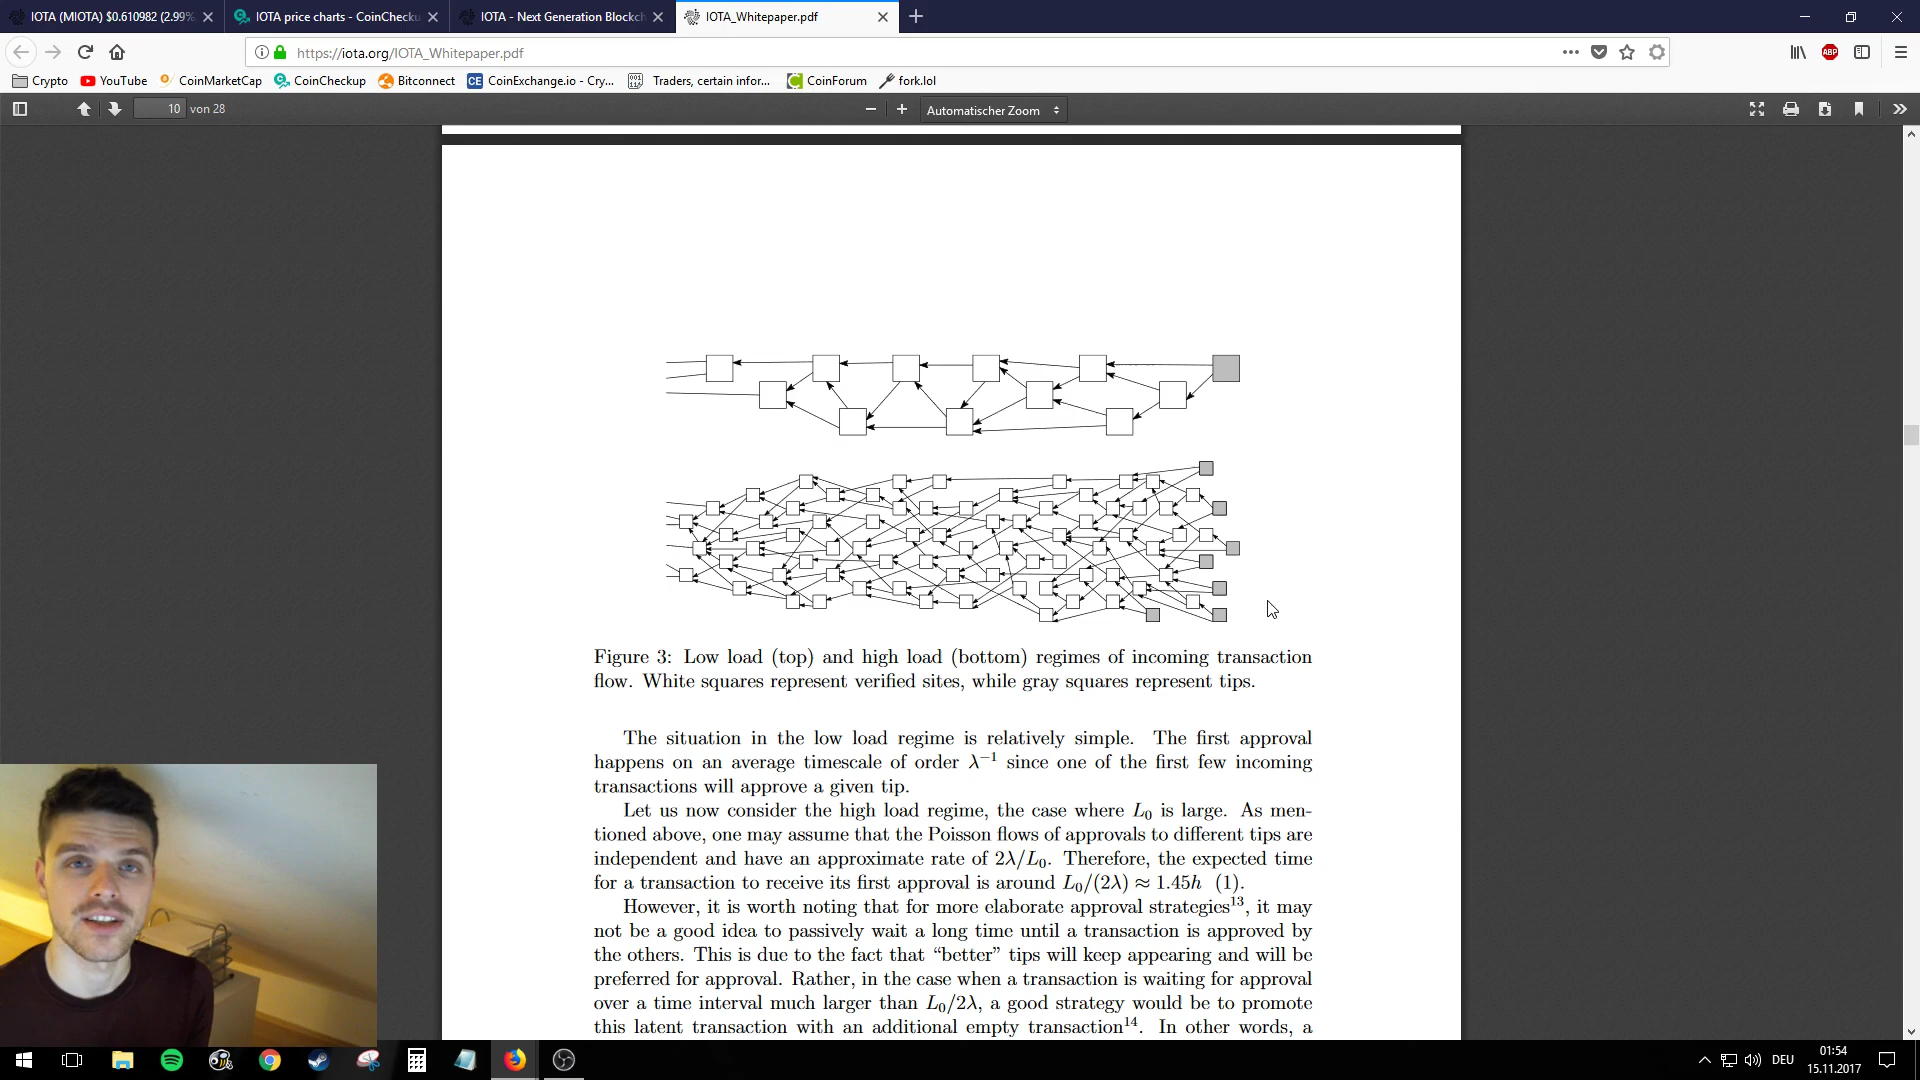 IOTA (MIOTA) $0.610982 (2.99%
IOTA price charts - CoinCheckup
IOTA - Next Generation Blockch
IOTA_Whitepaper.pdf
https://iota.org/IOTA_Whitepaper.pdf
ABP
Crypto
YouTube
CoinMarketCap
CoinCheckup
Bitconnect
CE
CoinExchange.io - Cry...
Traders, certain infor...
CoinForum
fork.lol
10 von 28
Automatischer Zoom
Figure 3: Low load (top) and high load (bottom) regimes of incoming transaction
flow. White squares represent verified sites, while gray squares represent tips.
The situation in the low load regime is relatively simple. The first approval
happens on an average timescale of order λ⁻¹ since one of the first few incoming
transactions will approve a given tip.
Let us now consider the high load regime, the case where L₀ is large. As men-
tioned above, one may assume that the Poisson flows of approvals to different tips are
independent and have an approximate rate of 2λ/L₀. Therefore, the expected time
for a transaction to receive its first approval is around L₀/(2λ) ≈ 1.45h (1).
However, it is worth noting that for more elaborate approval strategies¹³, it may
not be a good idea to passively wait a long time until a transaction is approved by
the others. This is due to the fact that “better” tips will keep appearing and will be
preferred for approval. Rather, in the case when a transaction is waiting for approval
over a time interval much larger than L₀/2λ, a good strategy would be to promote
this latent transaction with an additional empty transaction¹⁴. In other words, a
DEU
01:54
15.11.2017